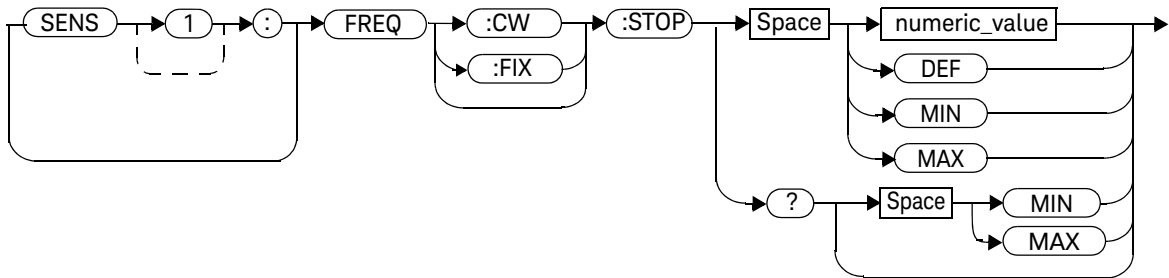 SENS 1 : FREQ :CW :STOP Space numeric_value
:FIX DEF
MIN
MAX
? Space MIN
MAX